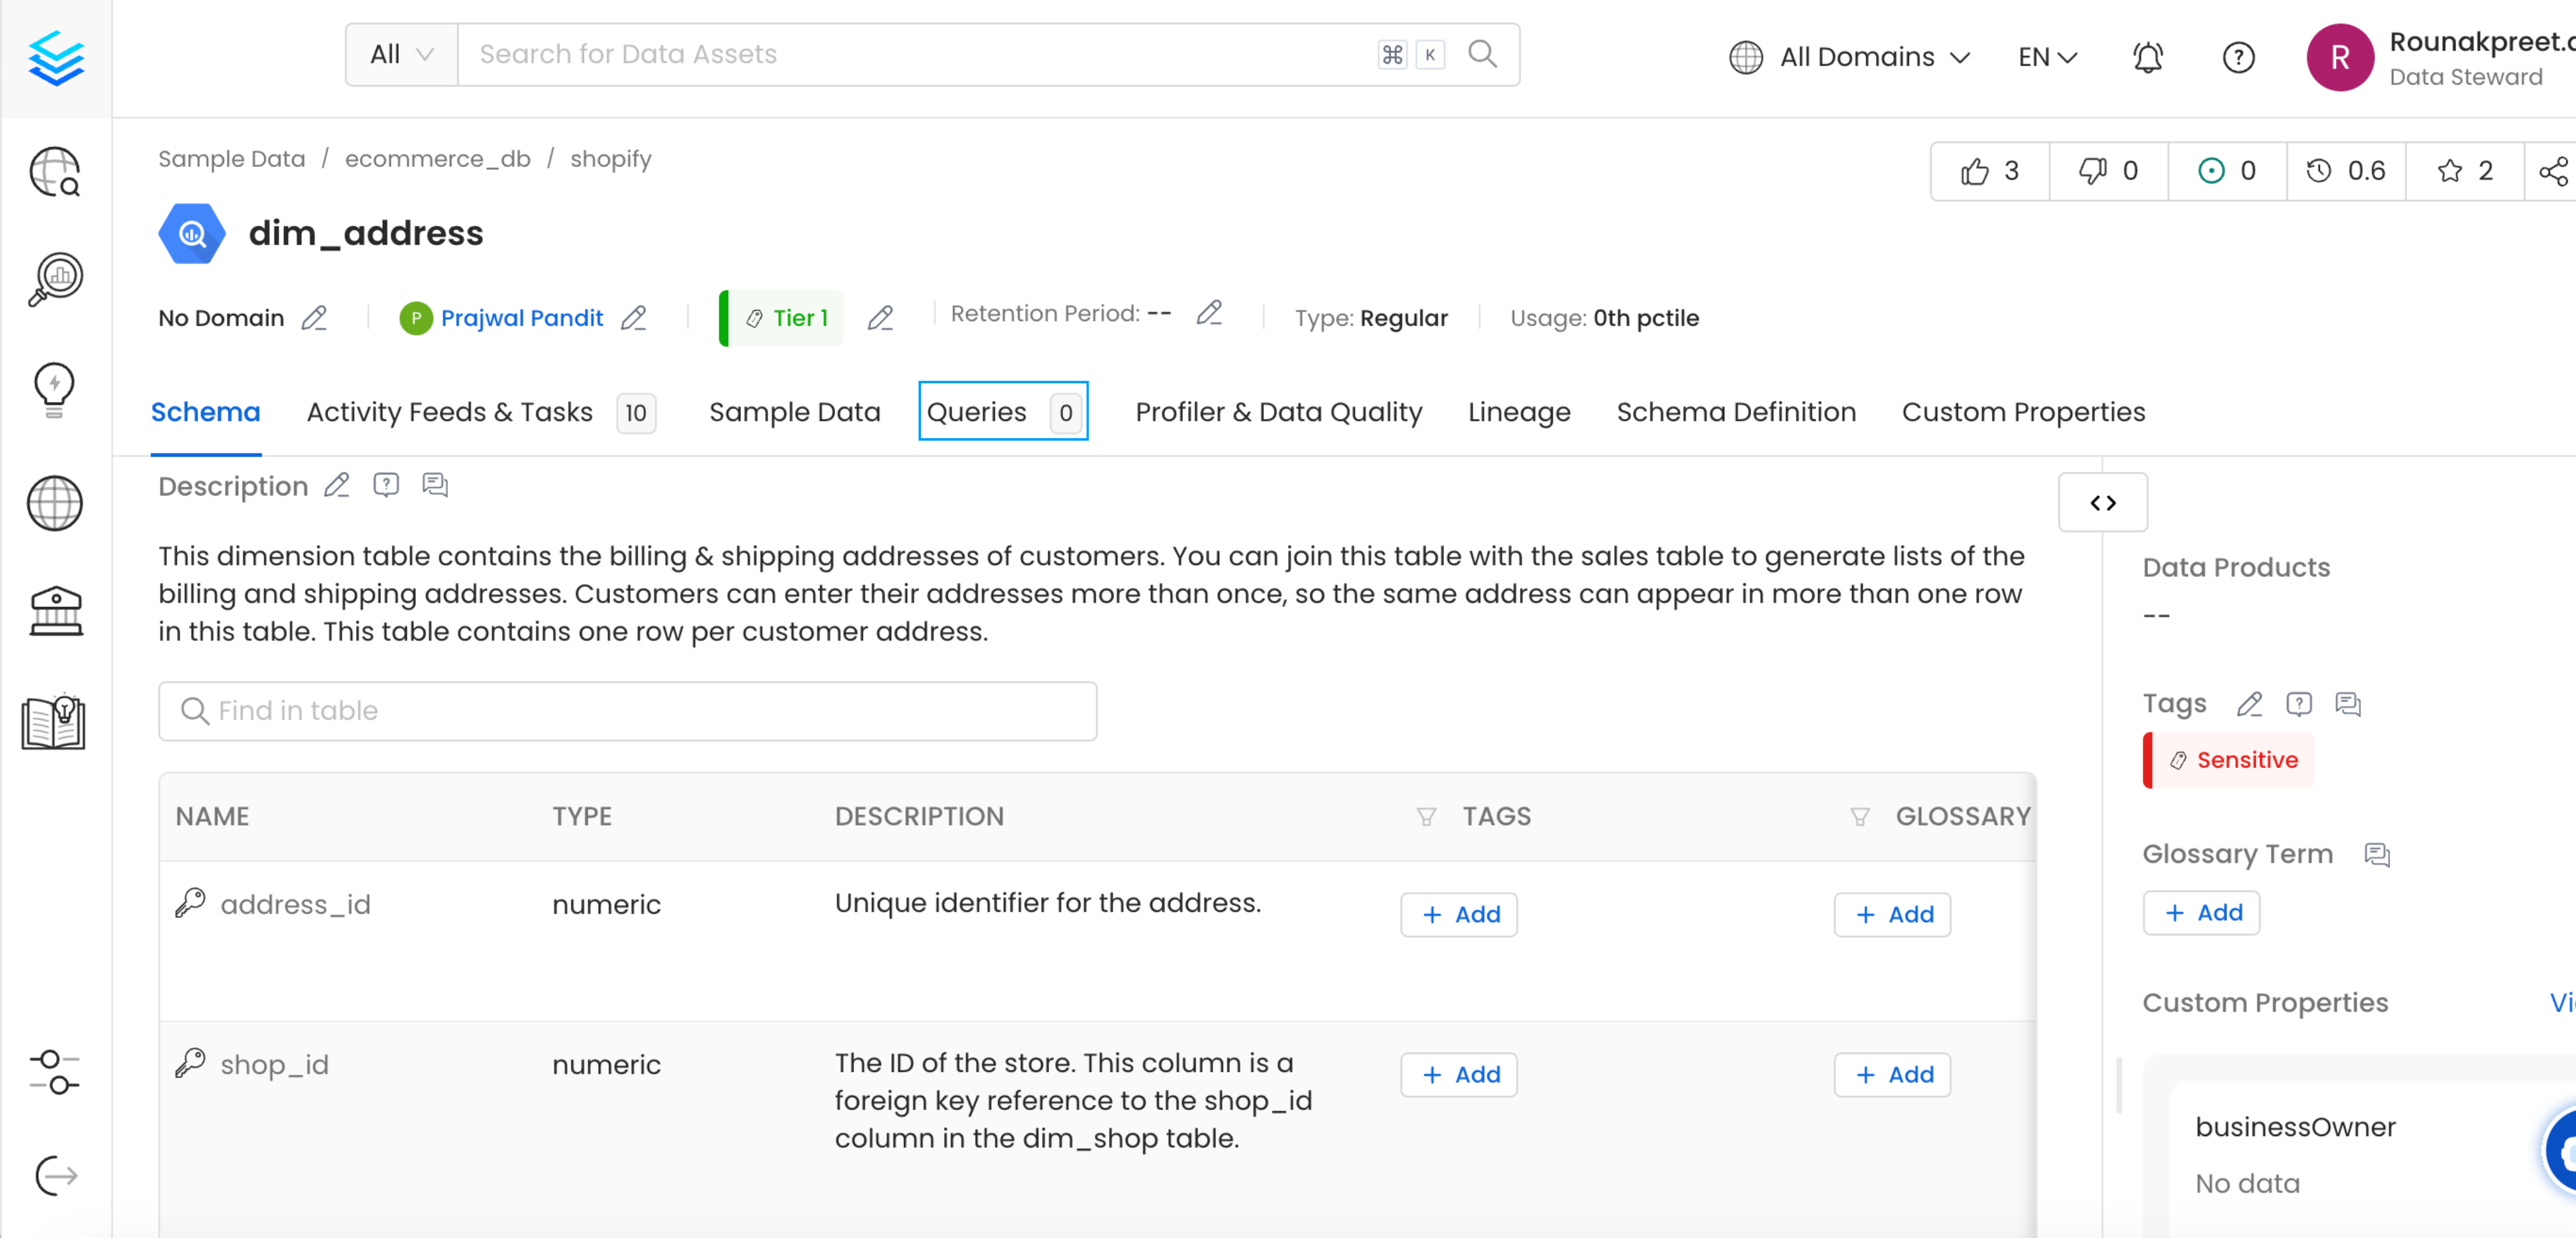 All
Search for Data Assets
⌘ K
All Domains
EN
R
Rounakpreet.
Data Steward
Sample Data / ecommerce_db / shopify
3
0
0
0.6
2
dim_address
No Domain
P Prajwal Pandit
Tier 1
Retention Period: --
Type: Regular
Usage: 0th pctile
Schema
Activity Feeds & Tasks 10
Sample Data
Queries 0
Profiler & Data Quality
Lineage
Schema Definition
Custom Properties
Description
This dimension table contains the billing & shipping addresses of customers. You can join this table with the sales table to generate lists of the
billing and shipping addresses. Customers can enter their addresses more than once, so the same address can appear in more than one row
in this table. This table contains one row per customer address.
Find in table
NAME TYPE DESCRIPTION TAGS GLOSSARY
address_id numeric Unique identifier for the address. + Add + Add
shop_id numeric The ID of the store. This column is a + Add + Add
foreign key reference to the shop_id
column in the dim_shop table.
Data Products
--
Tags
Sensitive
Glossary Term
+ Add
Custom Properties
businessOwner
No data